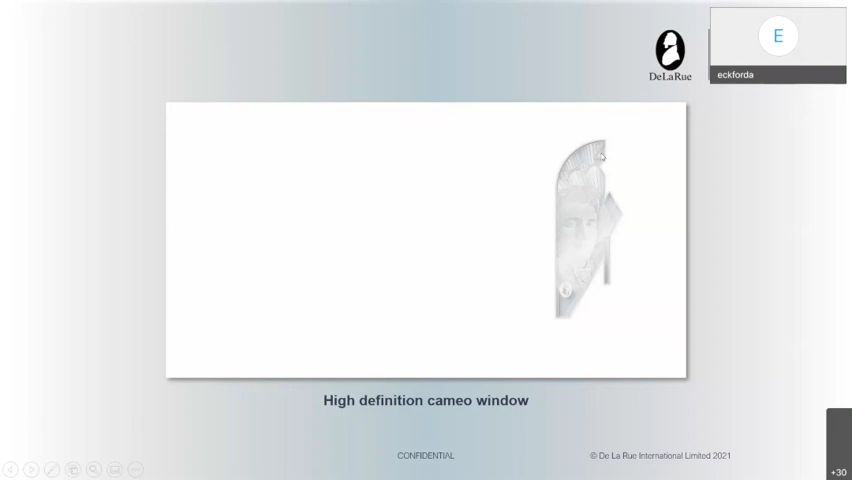 DeLaRue
E
eckforda
High definition cameo window
CONFIDENTIAL
© De La Rue International Limited 2021
+30